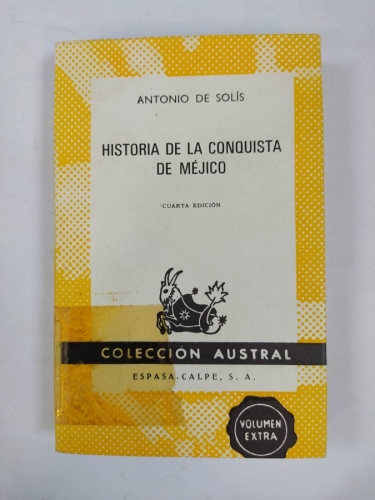 ANTONIO DE SOLÍS
HISTORIA DE LA CONQUISTA
DE MÉJICO
CUARTA EDICIÓN
COLECCIÓN AUSTRAL
ESPASA-CALPE, S. A.
VOLUMEN
EXTRA